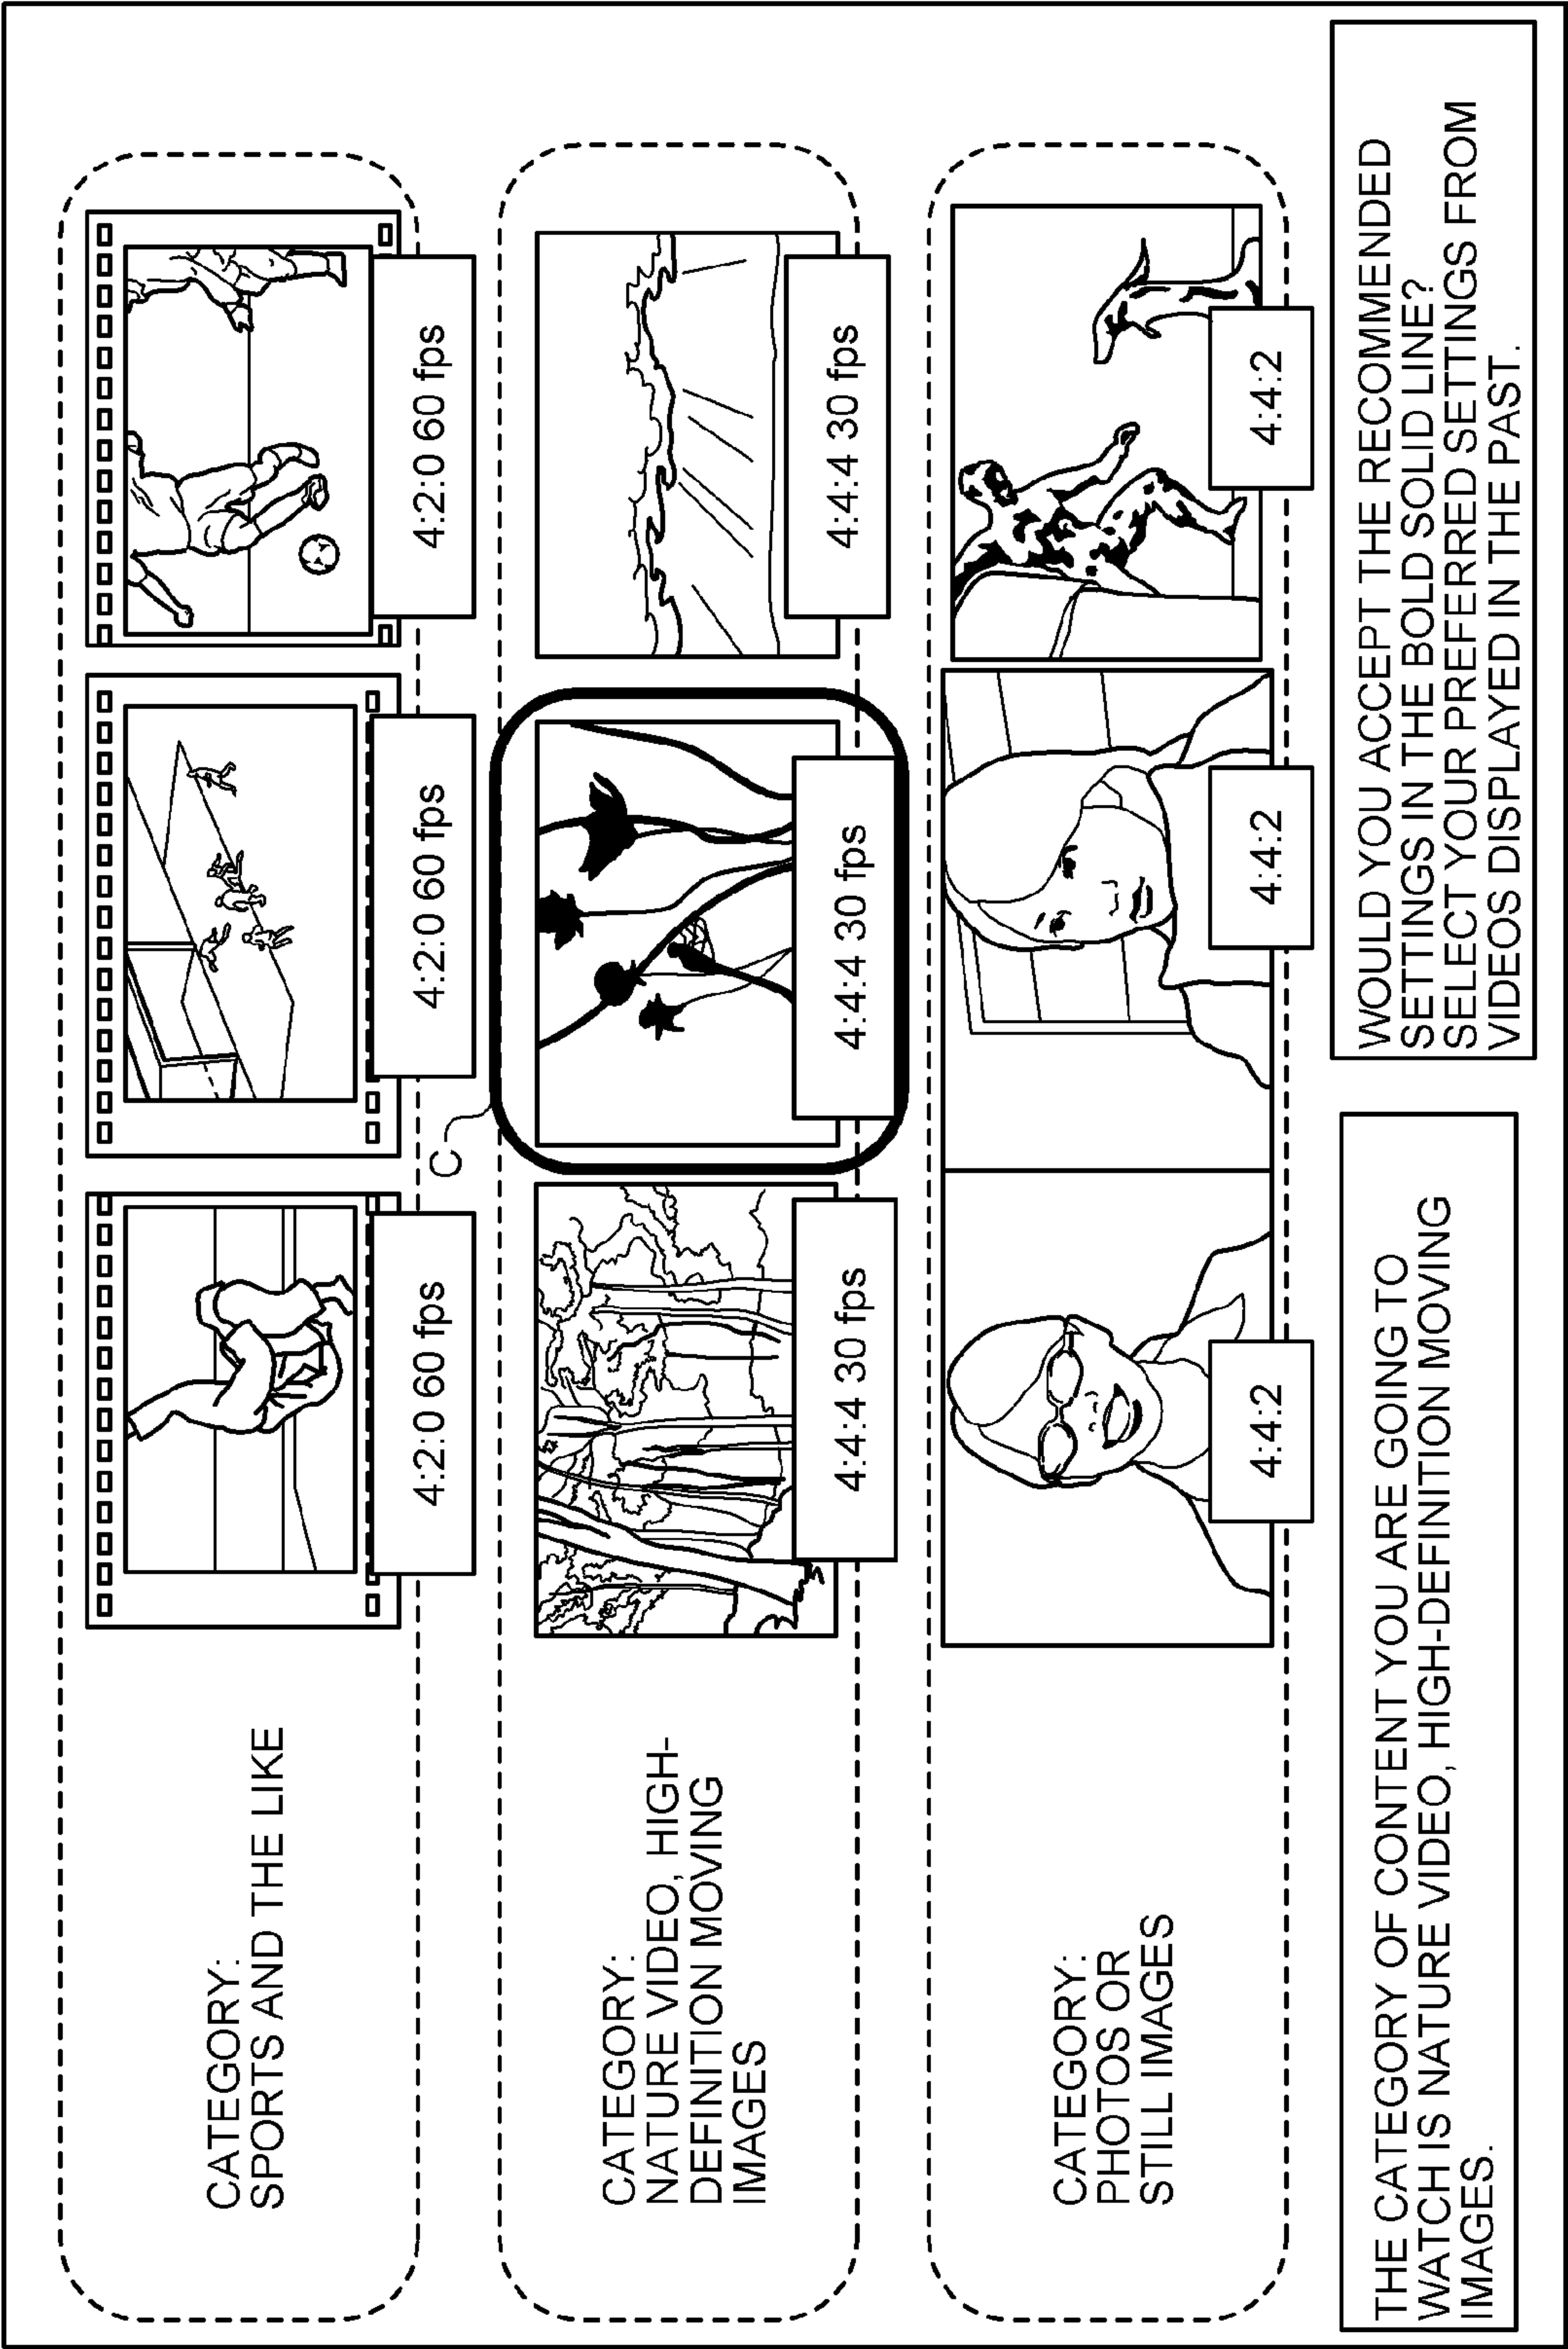 CATEGORY:
SPORTS AND THE LIKE
4:2:0 60 fps
4:2:0 60 fps
4:2:0 60 fps
C
CATEGORY:
NATURE VIDEO, HIGH-
DEFINITION MOVING
IMAGES
4:4:4 30 fps
4:4:4 30 fps
4:4:4 30 fps
CATEGORY:
PHOTOS OR
STILL IMAGES
4:4:2
4:4:2
4:4:2
THE CATEGORY OF CONTENT YOU ARE GOING TO
WATCH IS NATURE VIDEO, HIGH-DEFINITION MOVING
IMAGES.
WOULD YOU ACCEPT THE RECOMMENDED
SETTINGS IN THE BOLD SOLID LINE?
SELECT YOUR PREFERRED SETTINGS FROM
VIDEOS DISPLAYED IN THE PAST.